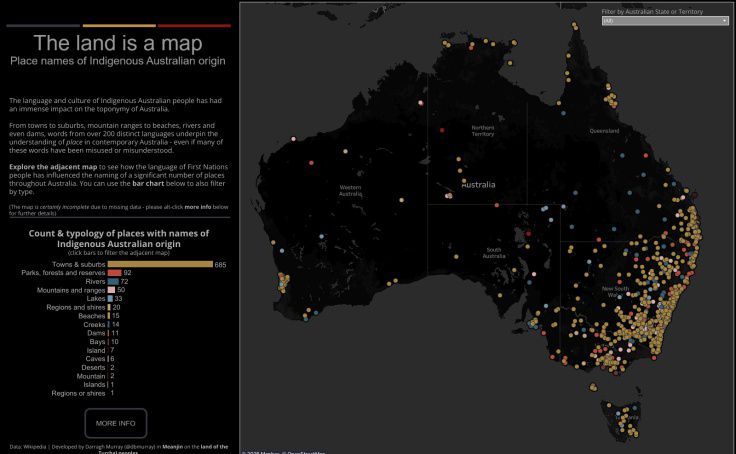 The land is a map
Place names of Indigenous Australian origin
The language and culture of Indigenous Australian people has had
an immense impact on the toponymy of Australia.
From towns to suburbs, mountain ranges to beaches, rivers and
even dams, words from over 200 distinct languages underpin the
understanding of place in contemporary Australia - even if many of
these words have been misused or misunderstood.
Explore the adjacent map to see how the language of First Nations
people has influenced the naming of a significant number of places
throughout Australia. You can use the bar chart below to also filter
by type.
(The map is certainly incomplete due to missing data - please alt-click more info below
for further details)
Count & typology of places with names of
Indigenous Australian origin
(click bars to filter the adjacent map)
Towns & suburbs 685
Parks, forests and reserves 92
Rivers 72
Mountains and ranges 50
Lakes 33
Regions and shires 20
Beaches 15
Creeks 14
Dams 11
Bays 10
Island 7
Caves 6
Deserts 2
Mountain 2
Islands 1
Regions or shires 1
MORE INFO
Data: Wikipedia | Developed by Darragh Murray (@dbmurray) in Meanjin on the land of the
Filter by Australian State or Territory
(All)
Northern
Territory
Queensland
Western
Australia
Australia
South
Australia
New South
Wales
© OpenStreetMap